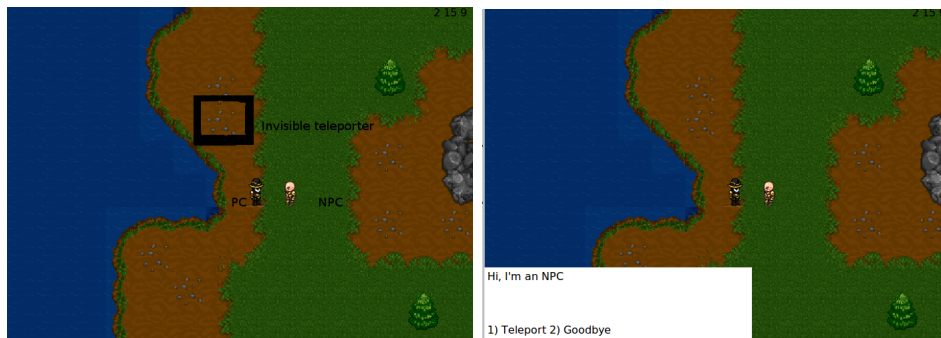 2 15 9
Invisible teleporter
PC
NPC
2 15
Hi, I'm an NPC
1) Teleport 2) Goodbye